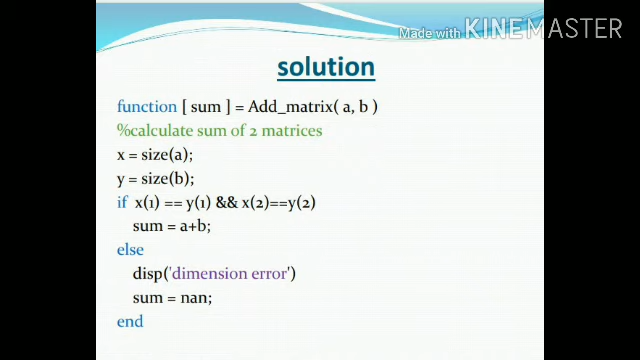 Made with KINEMASTER
solution
function [ sum ] = Add_matrix( a, b )
%calculate sum of 2 matrices
x = size(a);
y = size(b);
if x(1) == y(1) && x(2)==y(2)
sum = a+b;
else
disp('dimension error')
sum = nan;
end